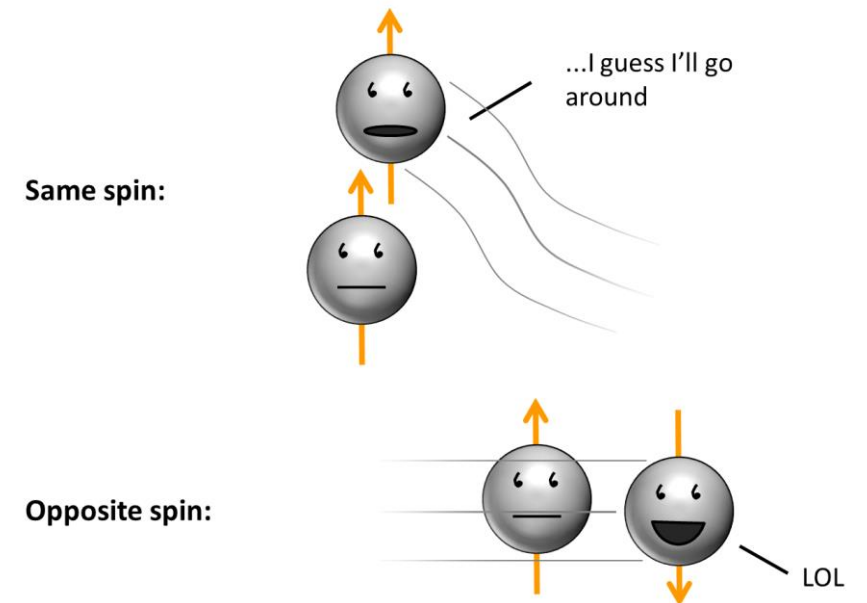 ...I guess I'll go
around
Same spin:
Opposite spin:
LOL